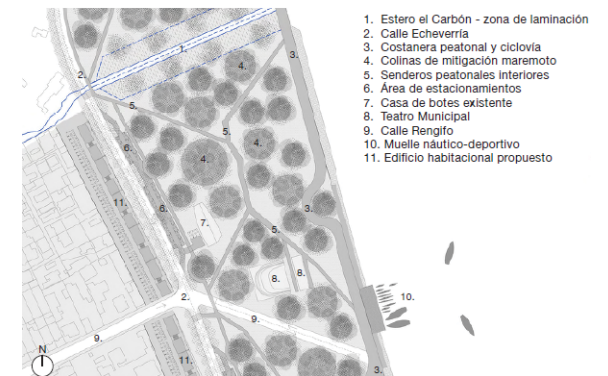 1. Estero el Carbón - zona de laminación
2. Calle Echeverría
3. Costanera peatonal y ciclovía
4. Colinas de mitigación maremoto
5. Senderos peatonales interiores
6. Área de estacionamientos
7. Casa de botes existente
8. Teatro Municipal
9. Calle Rengifo
10. Muelle náutico-deportivo
11. Edificio habitacional propuesto
1.
3.
4.
2.
5.
5.
6.
4.
4.
11.
6.
3.
7.
5.
8.
8.
2.
10.
9.
9.
N
11.
3.